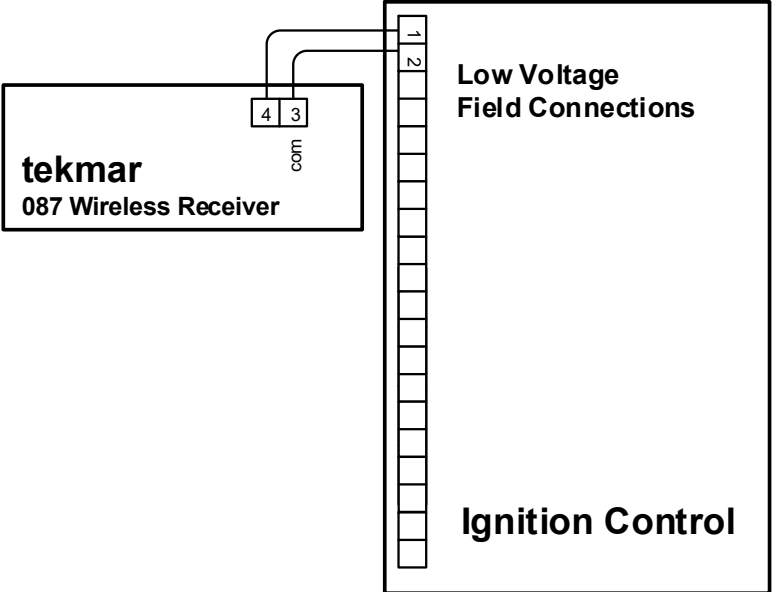 1
2
Low Voltage
Field Connections
4 3
com
tekmar
087 Wireless Receiver
Ignition Control